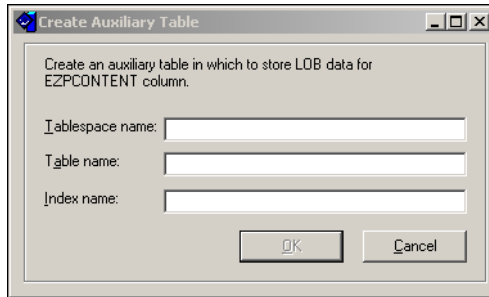 Create Auxiliary Table
Create an auxiliary table in which to store LOB data for
EZPCONTENT column.
Tablespace name:
Table name:
Index name:
OK
Cancel